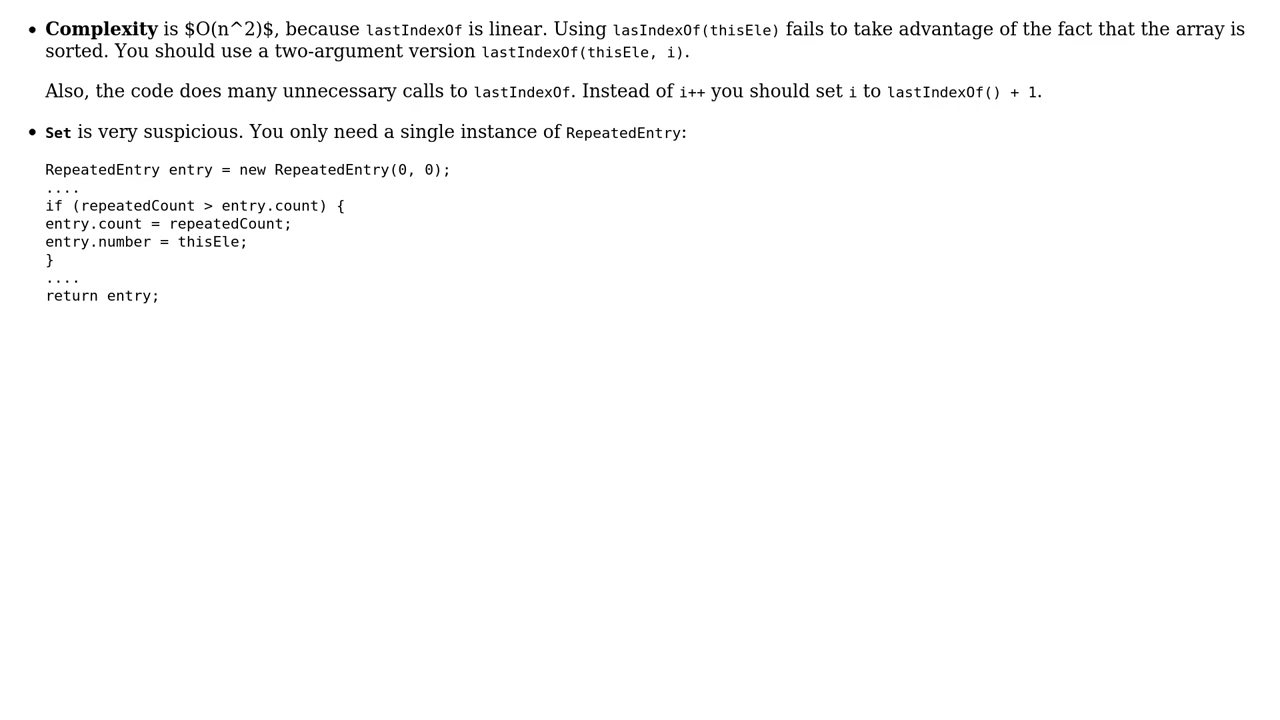 • Complexity is $O(n^2)$, because lastIndexOf is linear. Using lasIndexOf(thisEle) fails to take advantage of the fact that the array is
sorted. You should use a two-argument version lastIndexOf(thisEle, i).
Also, the code does many unnecessary calls to lastIndexOf. Instead of i++ you should set i to lastIndexOf() + 1.
• Set is very suspicious. You only need a single instance of RepeatedEntry:
RepeatedEntry entry = new RepeatedEntry(0, 0);
....
if (repeatedCount > entry.count) {
entry.count = repeatedCount;
entry.number = thisEle;
}
....
return entry;